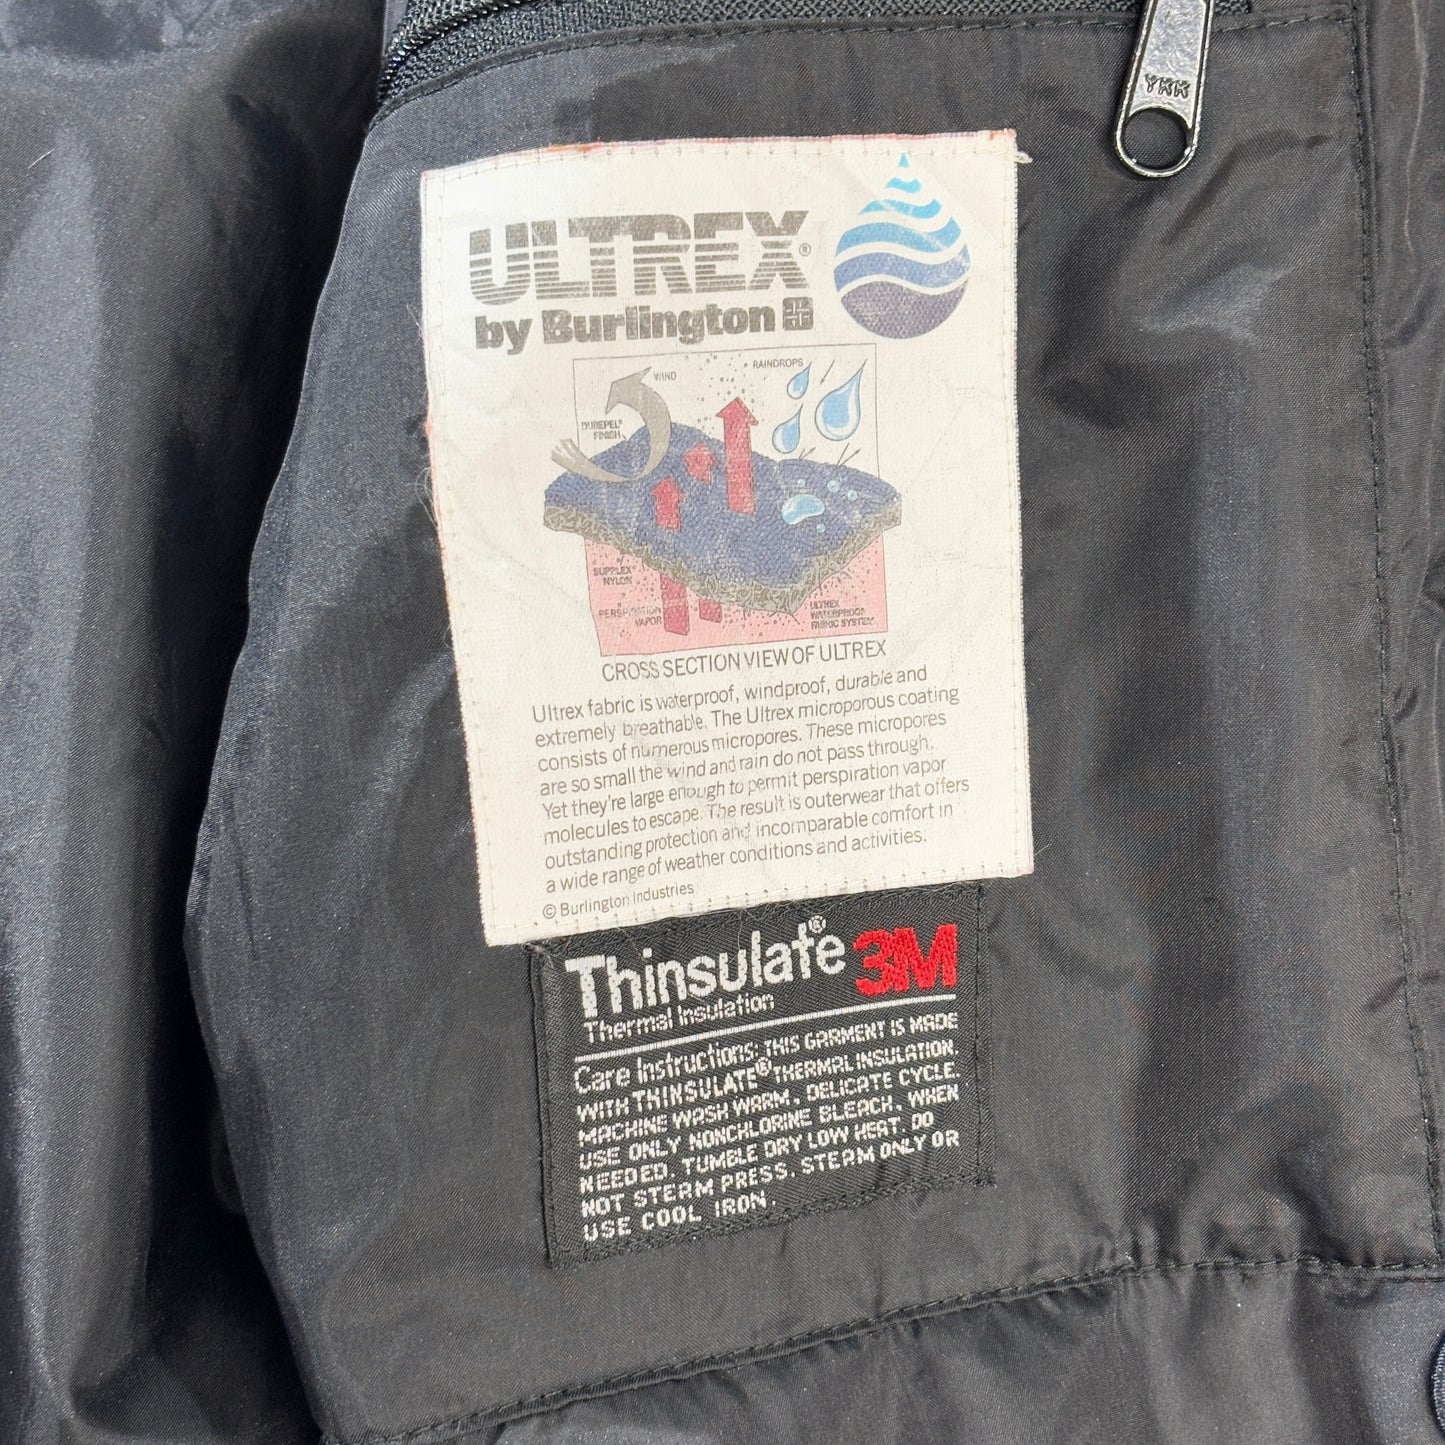 YKK
ULTREX®
by Burlington
WIND
RAINDROPS
DUREPEL®
FINISH
SUPPLEX®
NYLON
PERSPIRATION
VAPOR
ULTREX
WATERPROOF
FABRIC SYSTEM
CROSS SECTION VIEW OF ULTREX
Ultrex fabric is waterproof, windproof, durable and
extremely breathable. The Ultrex microporous coating
consists of numerous micropores. These micropores
are so small the wind and rain do not pass through.
Yet they're large enough to permit perspiration vapor
molecules to escape. The result is outerwear that offers
outstanding protection and incomparable comfort in
a wide range of weather conditions and activities.
© Burlington Industries
Thinsulate® 3M
Thermal Insulation
Care Instructions: THIS GARMENT IS MADE
WITH THINSULATE® THERMAL INSULATION.
MACHINE WASH WARM, DELICATE CYCLE.
USE ONLY NONCHLORINE BLEACH, WHEN
NEEDED. TUMBLE DRY LOW HEAT. DO
NOT STERM PRESS. STERM ONLY OR
USE COOL IRON.